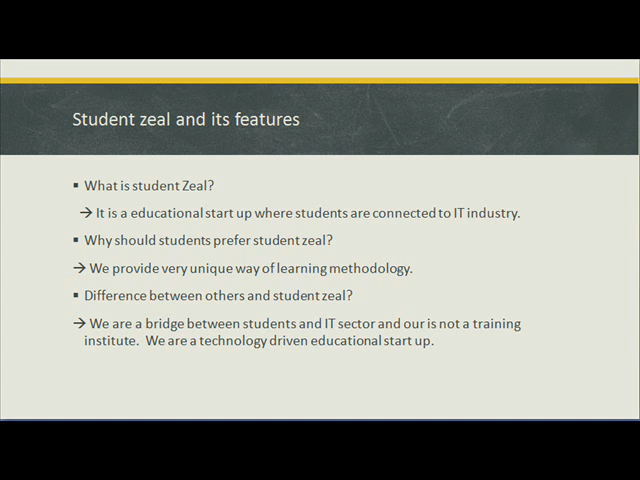 Student zeal and its features
▪ What is student Zeal?
→ It is a educational start up where students are connected to IT industry.
▪ Why should students prefer student zeal?
→ We provide very unique way of learning methodology.
▪ Difference between others and student zeal?
→ We are a bridge between students and IT sector and our is not a training
institute. We are a technology driven educational start up.